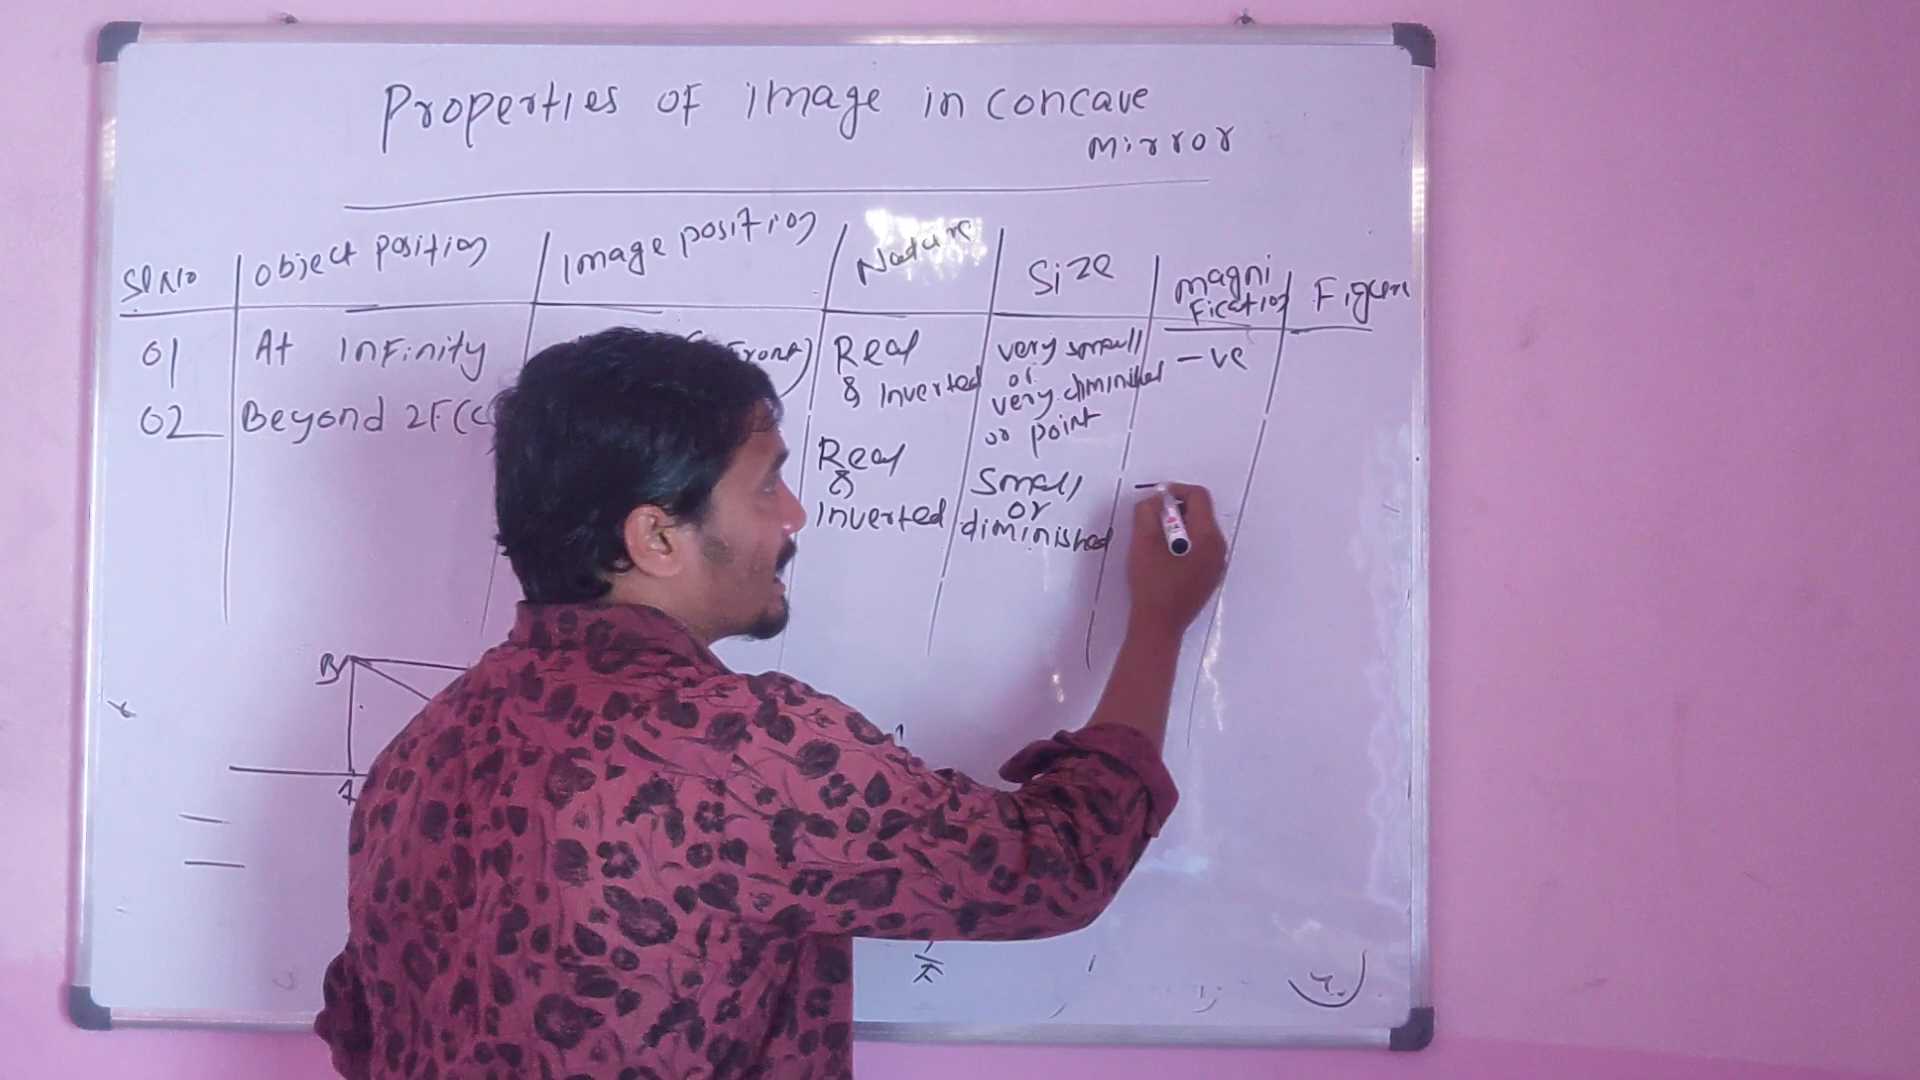 Properties of image in concave
mirror
Sl No
Object position
Image position
Nature
Size
magni
fication
Figure
01
At Infinity
Front)
Real
& Inverted
very small
or
very diminished
or point
-ve
02
Beyond 2F(C
Real
&
Inverted
Small
or
diminished
B
A